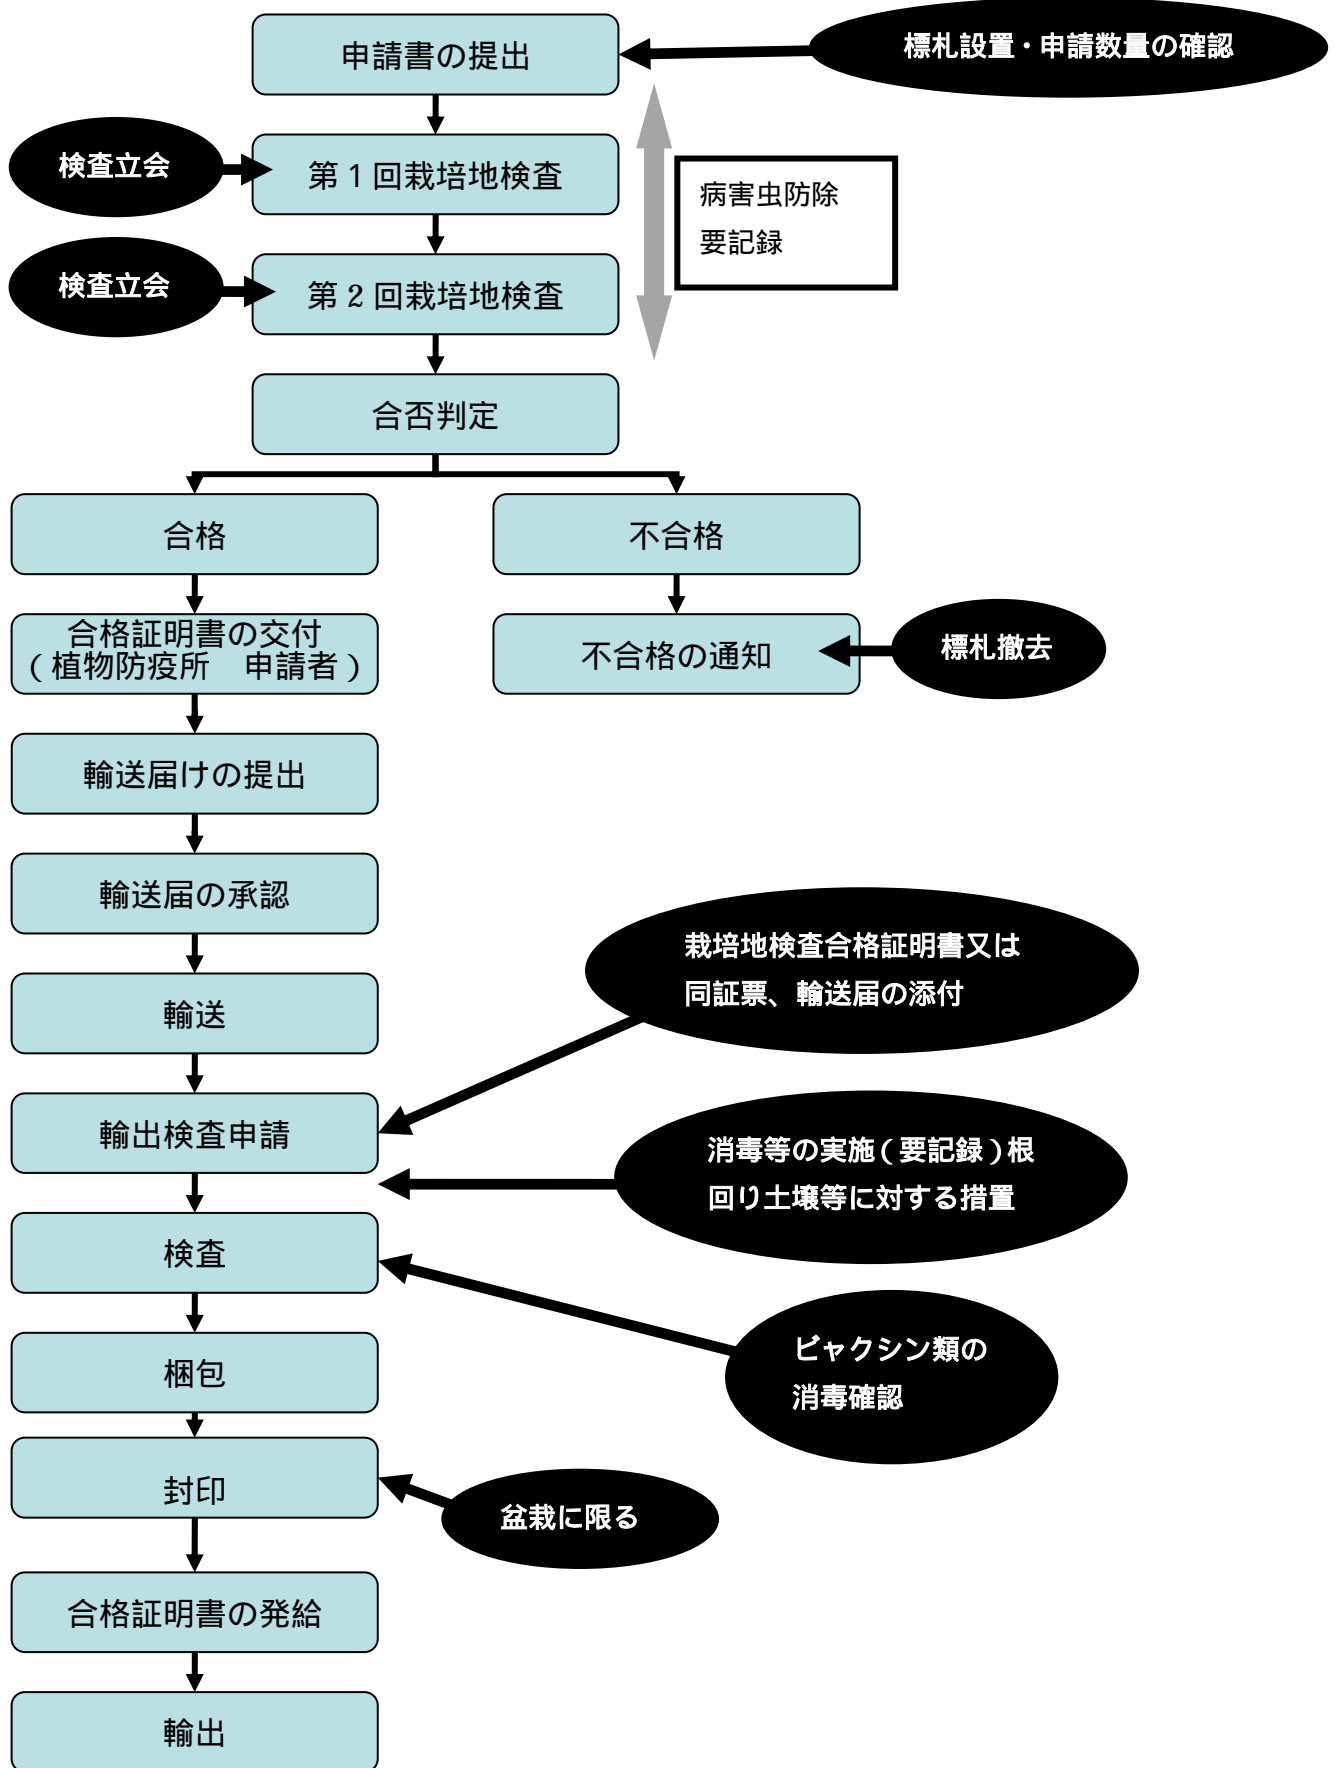 申請書の提出
標札設置・申請数量の確認
検査立会
第1回栽培地検査
病害虫防除
要記録
検査立会
第2回栽培地検査
合否判定
合格
不合格
合格証明書の交付
(植物防疫所　申請者)
不合格の通知
標札撤去
輸送届けの提出
輸送届の承認
栽培地検査合格証明書又は
同証票、輸送届の添付
輸送
輸出検査申請
消毒等の実施(要記録)根
回り土壌等に対する措置
検査
ビャクシン類の
消毒確認
梱包
封印
盆栽に限る
合格証明書の発給
輸出